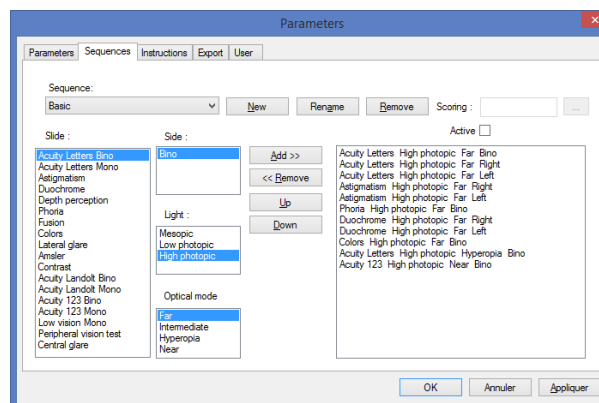 Parameters
Parameters Sequences Instructions Export User
Sequence:
Basic New Rename Remove Scoring : ...
Active
Slide : Side :
Acuity Letters Bino
Acuity Letters Mono
Astigmatism
Duochrome
Depth perception
Phoria
Fusion
Colors
Lateral glare
Amsler
Contrast
Acuity Landolt Bino
Acuity Landolt Mono
Acuity 123 Bino
Acuity 123 Mono
Low vision Mono
Peripheral vision test
Central glare
Bino
Light :
Mesopic
Low photopic
High photopic
Optical mode
Far
Intermediate
Hyperopia
Near
Add >>
<< Remove
Up
Down
Acuity Letters High photopic Far Bino
Acuity Letters High photopic Far Right
Acuity Letters High photopic Far Left
Astigmatism High photopic Far Right
Astigmatism High photopic Far Left
Phoria High photopic Far Bino
Duochrome High photopic Far Right
Duochrome High photopic Far Left
Colors High photopic Far Bino
Acuity Letters High photopic Hyperopia Bino
Acuity 123 High photopic Near Bino
OK Annuler Appliquer